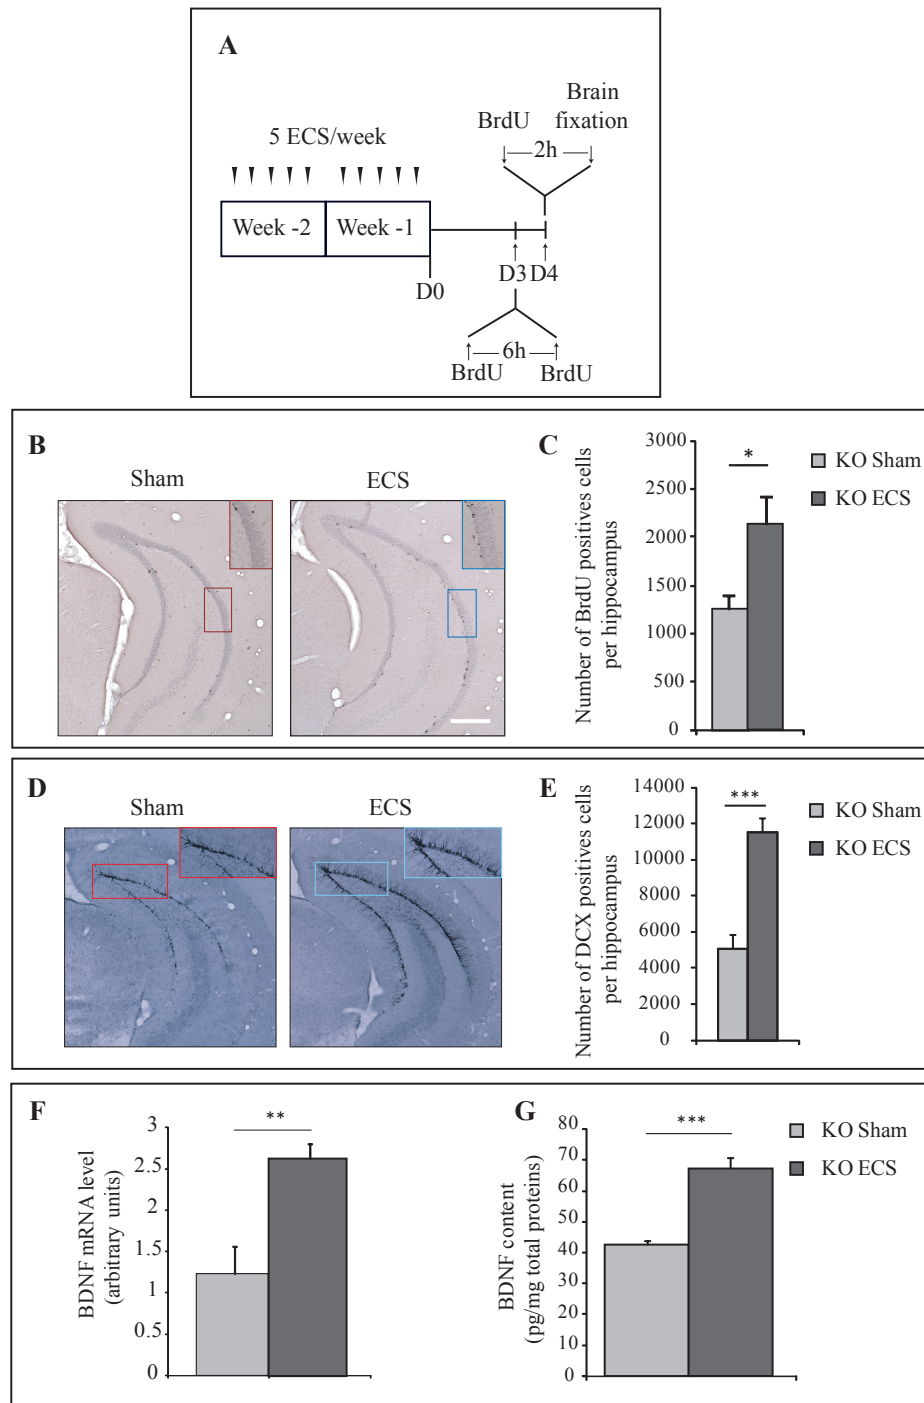 A
5 ECS/week
Week -2
Week -1
D0
BrdU
Brain
fixation
2h
D3
D4
6h
BrdU
BrdU
B
Sham
ECS
C
Number of BrdU positives cells
per hippocampus
3000
2500
2000
1500
1000
500
0
*
KO Sham
KO ECS
D
Sham
ECS
E
Number of DCX positives cells
per hippocampus
14000
12000
10000
8000
6000
4000
2000
0
***
KO Sham
KO ECS
F
BDNF mRNA level
(arbitrary units)
3
2.5
2
1.5
1
0.5
0
**
G
BDNF content
(pg/mg total proteins)
80
70
60
50
40
30
20
10
0
***
KO Sham
KO ECS